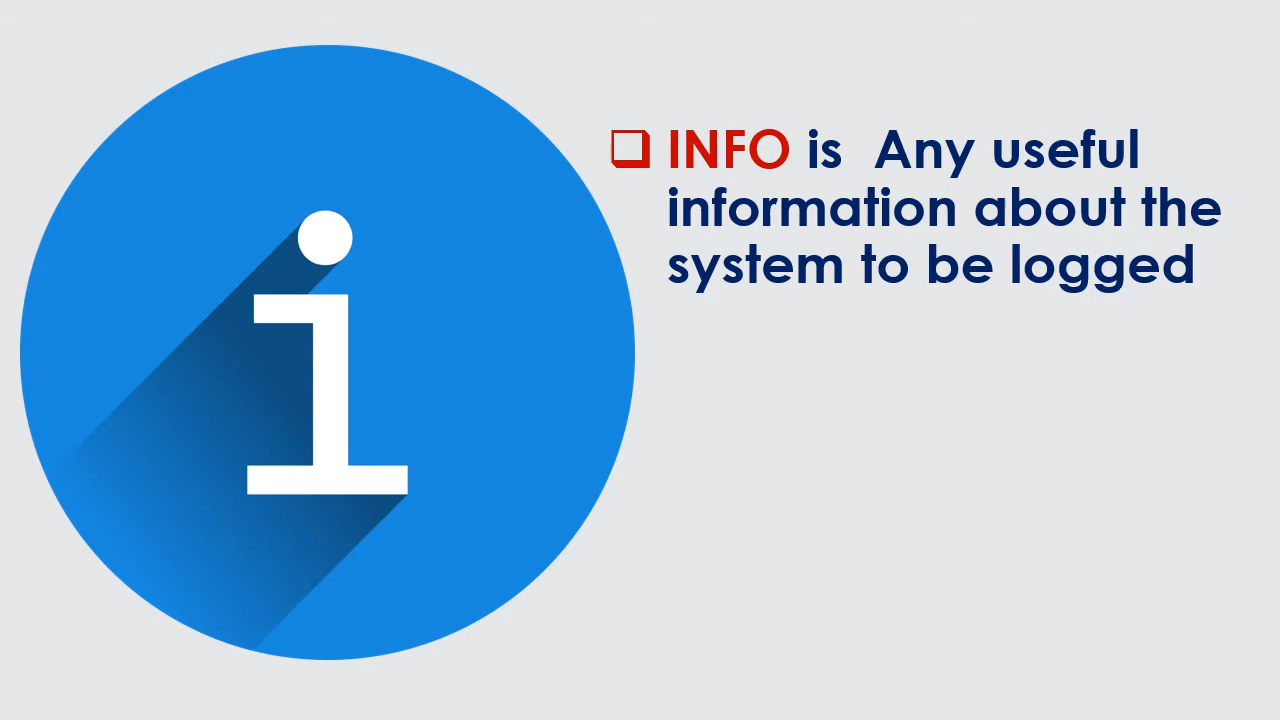 ❑ INFO is  Any useful
information about the
system to be logged